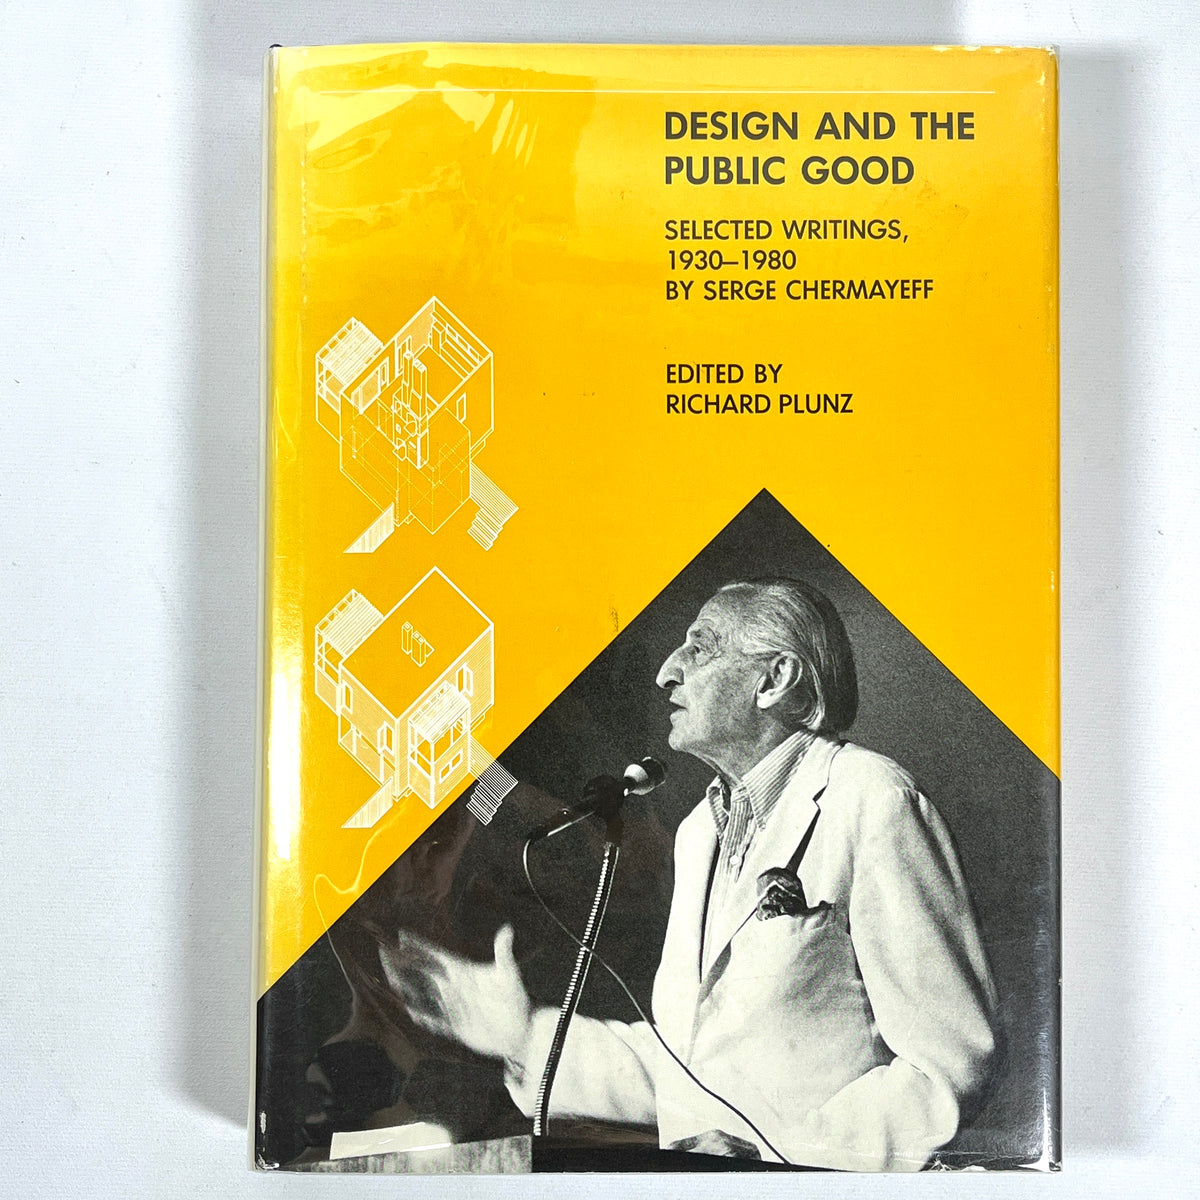 DESIGN AND THE
PUBLIC GOOD
SELECTED WRITINGS,
1930–1980
BY SERGE CHERMAYEFF
EDITED BY
RICHARD PLUNZ